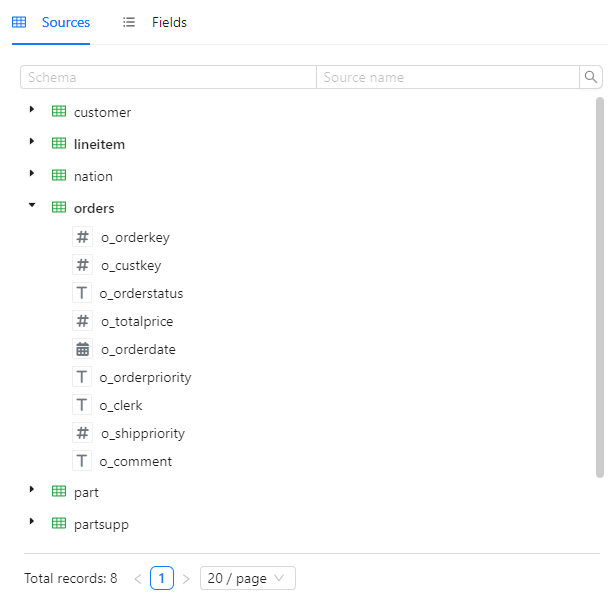 Sources Fields
Schema Source name
customer
lineitem
nation
orders
# o_orderkey
# o_custkey
T o_orderstatus
# o_totalprice
o_orderdate
T o_orderpriority
T o_clerk
# o_shippriority
T o_comment
part
partsupp
Total records: 8 < 1 > 20 / page